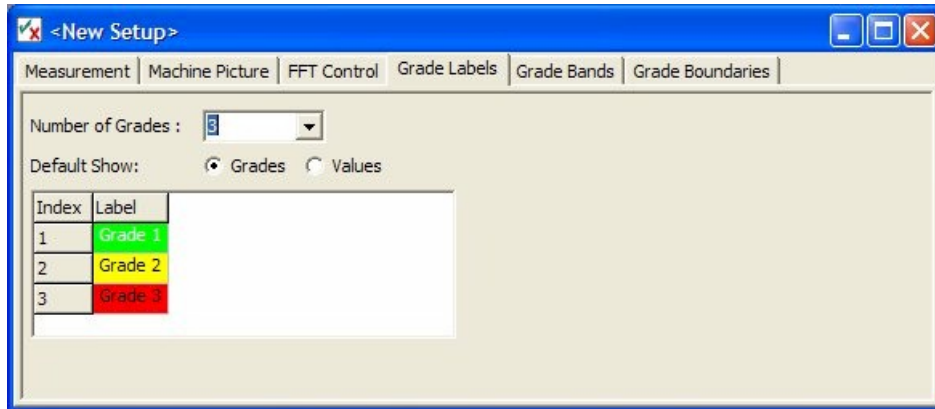 <New Setup>
Measurement Machine Picture FFT Control Grade Labels Grade Bands Grade Boundaries
Number of Grades : 3
Default Show: Grades Values
Index Label
1 Grade 1
2 Grade 2
3 Grade 3